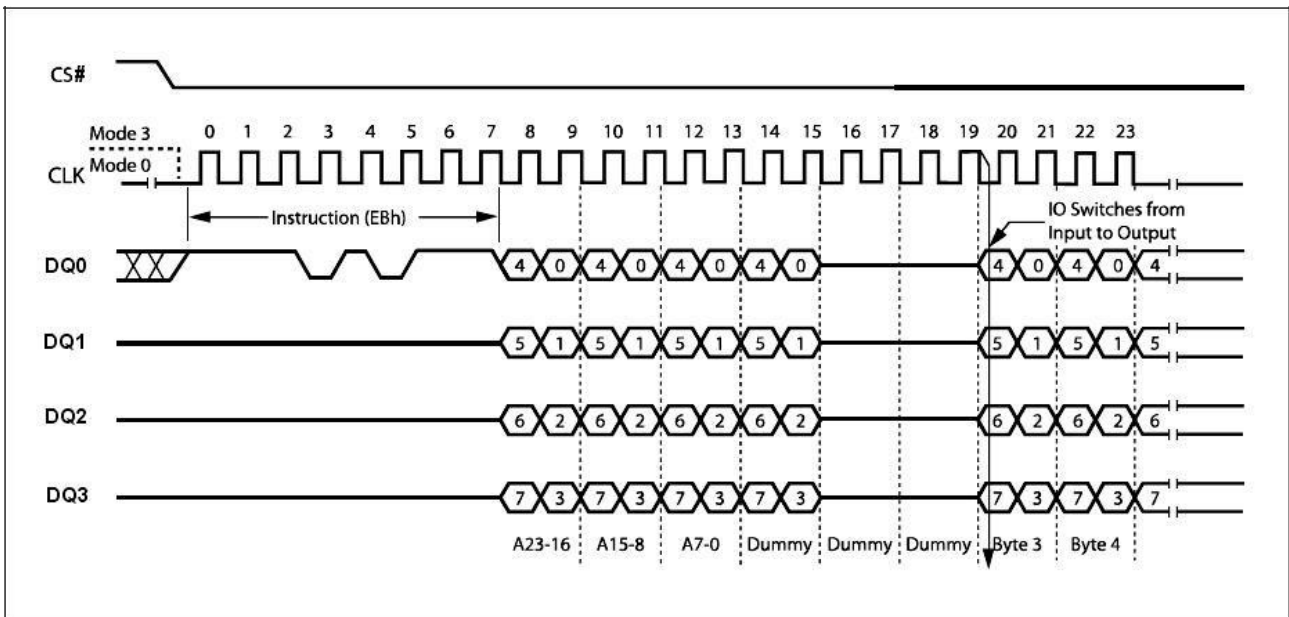 CS#
Mode 3
0 1 2 3 4 5 6 7 8 9 10 11 12 13 14 15 16 17 18 19 20 21 22 23
CLK Mode 0
Instruction (EBh)
IO Switches from
Input to Output
DQ0 4 0 4 0 4 0 4 0 4 0 4 0 4
DQ1 5 1 5 1 5 1 5 1 5 1 5 1 5
DQ2 6 2 6 2 6 2 6 2 6 2 6 2 6
DQ3 7 3 7 3 7 3 7 3 7 3 7 3 7
A23-16 A15-8 A7-0 Dummy Dummy Dummy Byte 3 Byte 4